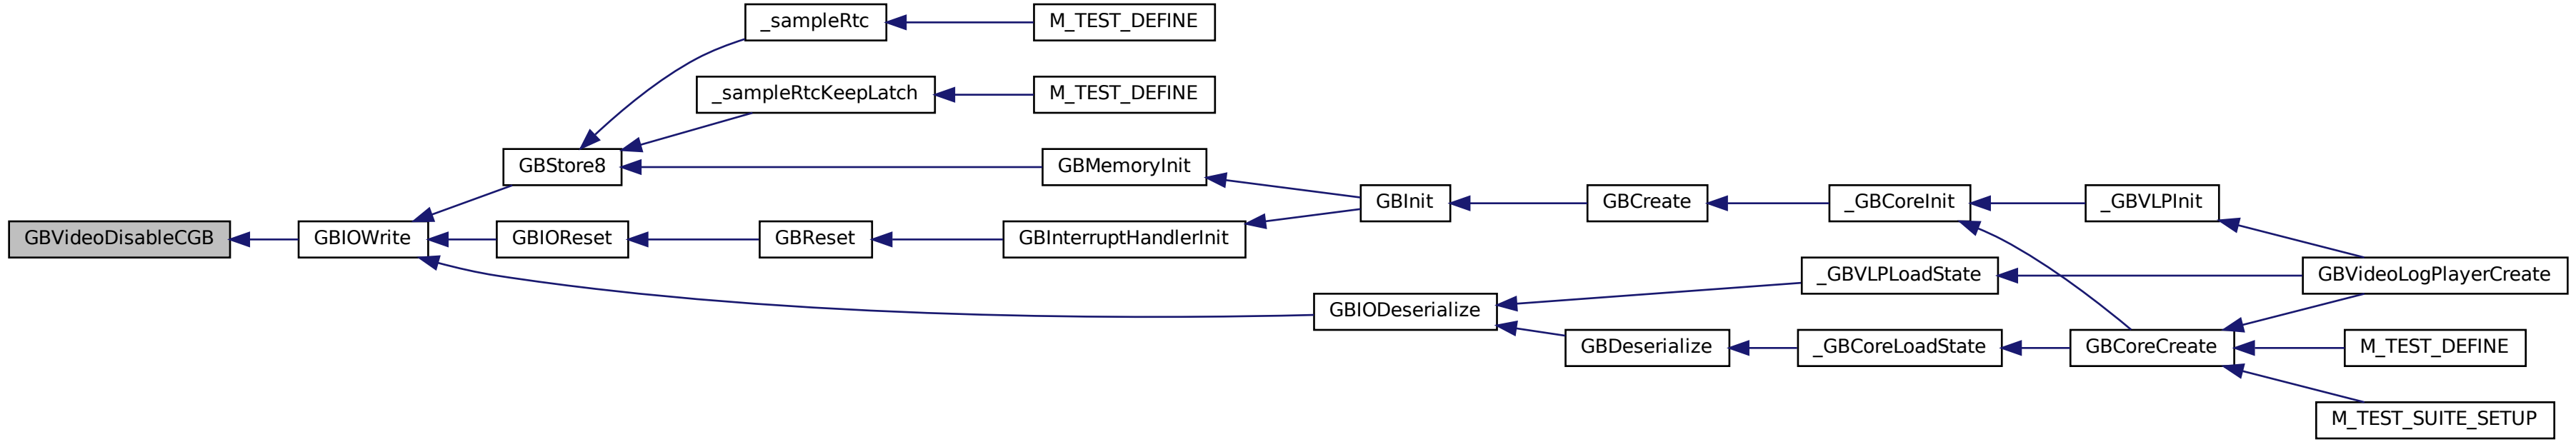 _sampleRtc
M_TEST_DEFINE
_sampleRtcKeepLatch
M_TEST_DEFINE
GBStore8
GBMemoryInit
GBInit
GBCreate
_GBCoreInit
_GBVLPInit
GBVideoDisableCGB
GBIOWrite
GBIOReset
GBReset
GBInterruptHandlerInit
_GBVLPLoadState
GBVideoLogPlayerCreate
GBIODeserialize
GBDeserialize
_GBCoreLoadState
GBCoreCreate
M_TEST_DEFINE
M_TEST_SUITE_SETUP